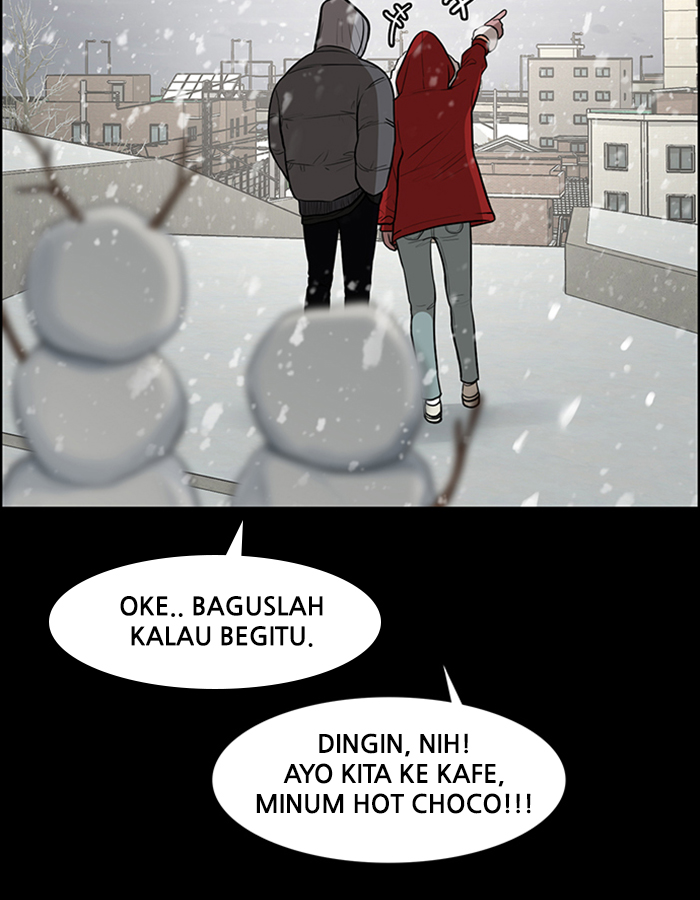 OKE.. BAGUSLAH
KALAU BEGITU.
DINGIN, NIH!
AYO KITA KE KAFE,
MINUM HOT CHOCO!!!